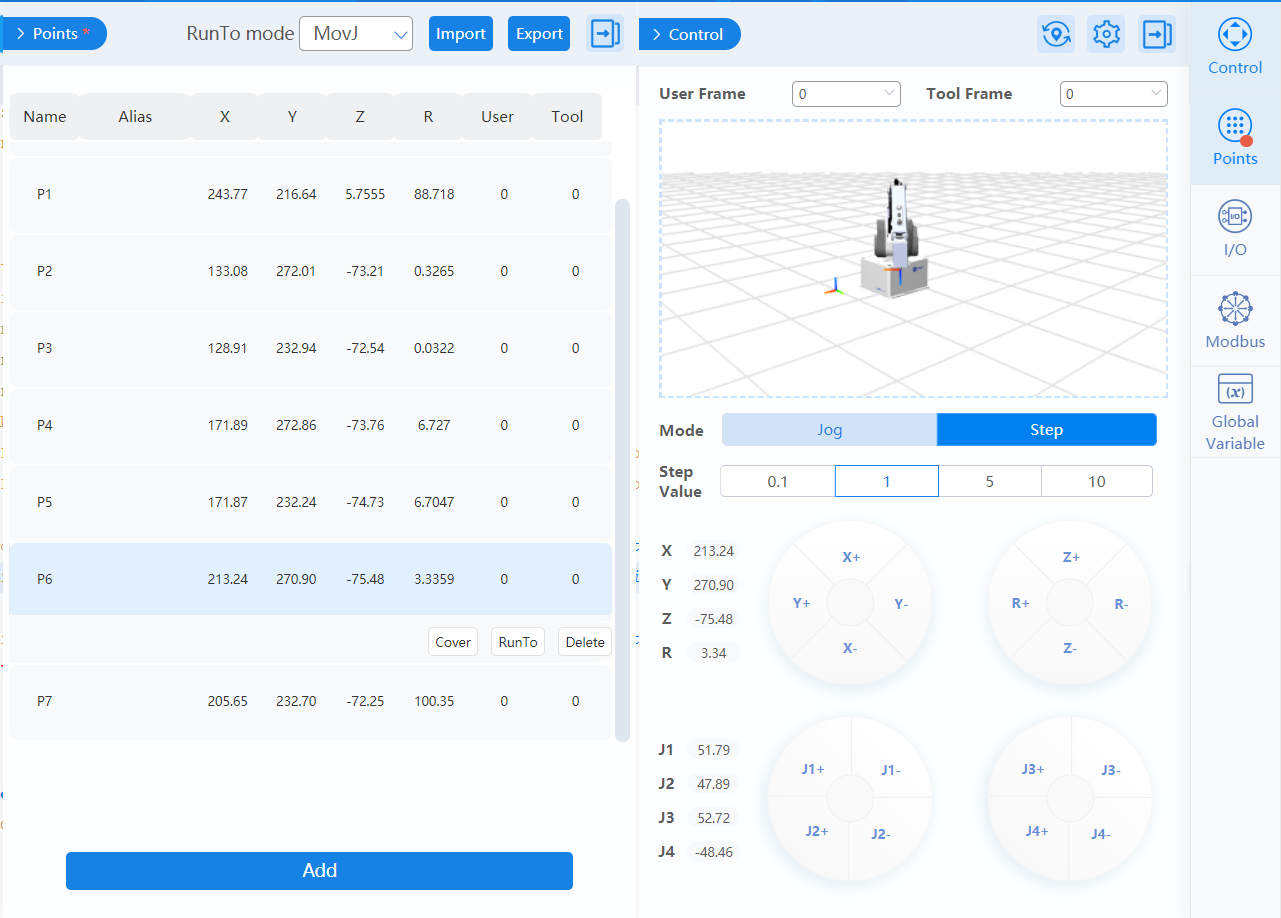 Points *
RunTo mode
MovJ
Import
Export
Name Alias X Y Z R User Tool
P1 243.77 216.64 5.7555 88.718 0 0
P2 133.08 272.01 -73.21 0.3265 0 0
P3 128.91 232.94 -72.54 0.0322 0 0
P4 171.89 272.86 -73.76 6.727 0 0
P5 171.87 232.24 -74.73 6.7047 0 0
P6 213.24 270.90 -75.48 3.3359 0 0
Cover RunTo Delete
P7 205.65 232.70 -72.25 100.35 0 0
Add
Control
User Frame 0 Tool Frame 0
Mode Jog Step
Step
Value
0.1 1 5 10
X 213.24
Y 270.90
Z -75.48
R 3.34
X+
Y+ Y-
X-
Z+
R+ R-
Z-
J1 51.79
J2 47.89
J3 52.72
J4 -48.46
J1+ J1-
J2+ J2-
J3+ J3-
J4+ J4-
Control
Points
I/O
I/O
Modbus
(x)
Global
Variable